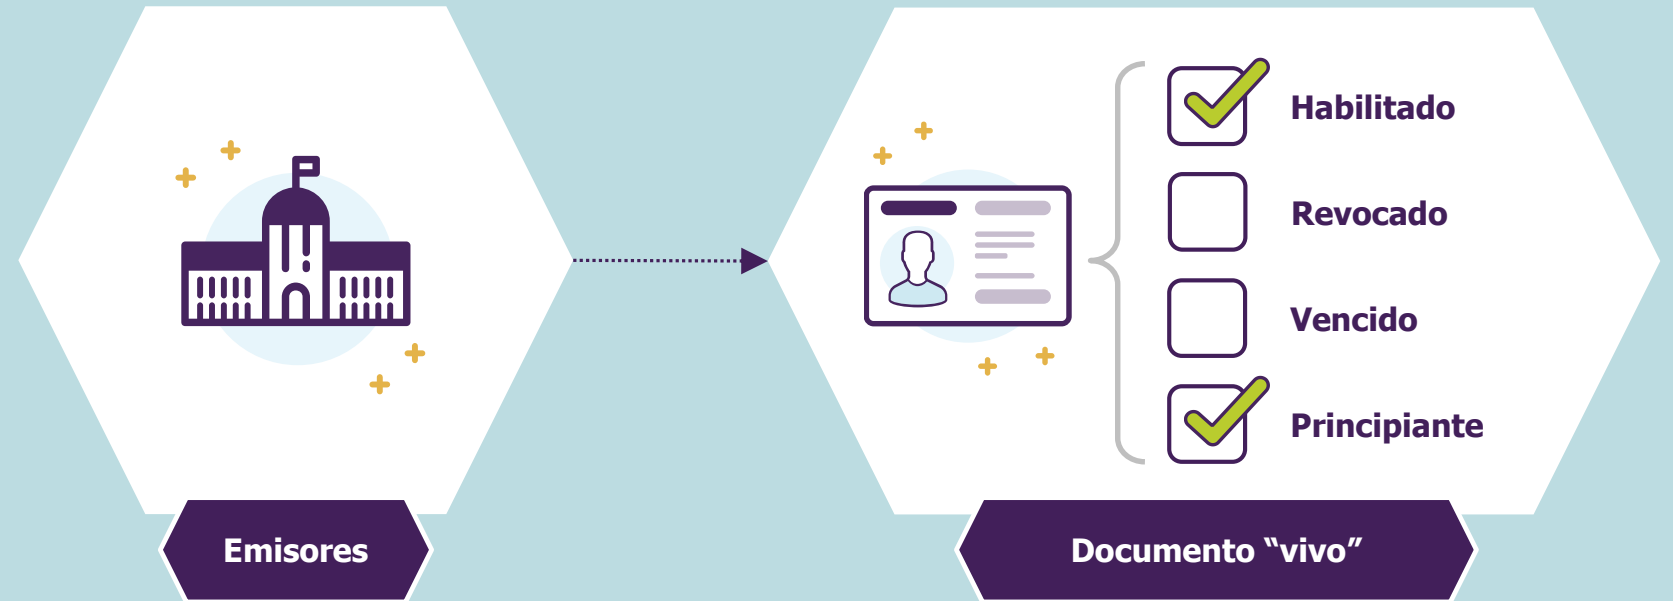 Habilitado
Revocado
Vencido
Principiante
Emisores
Documento “vivo”